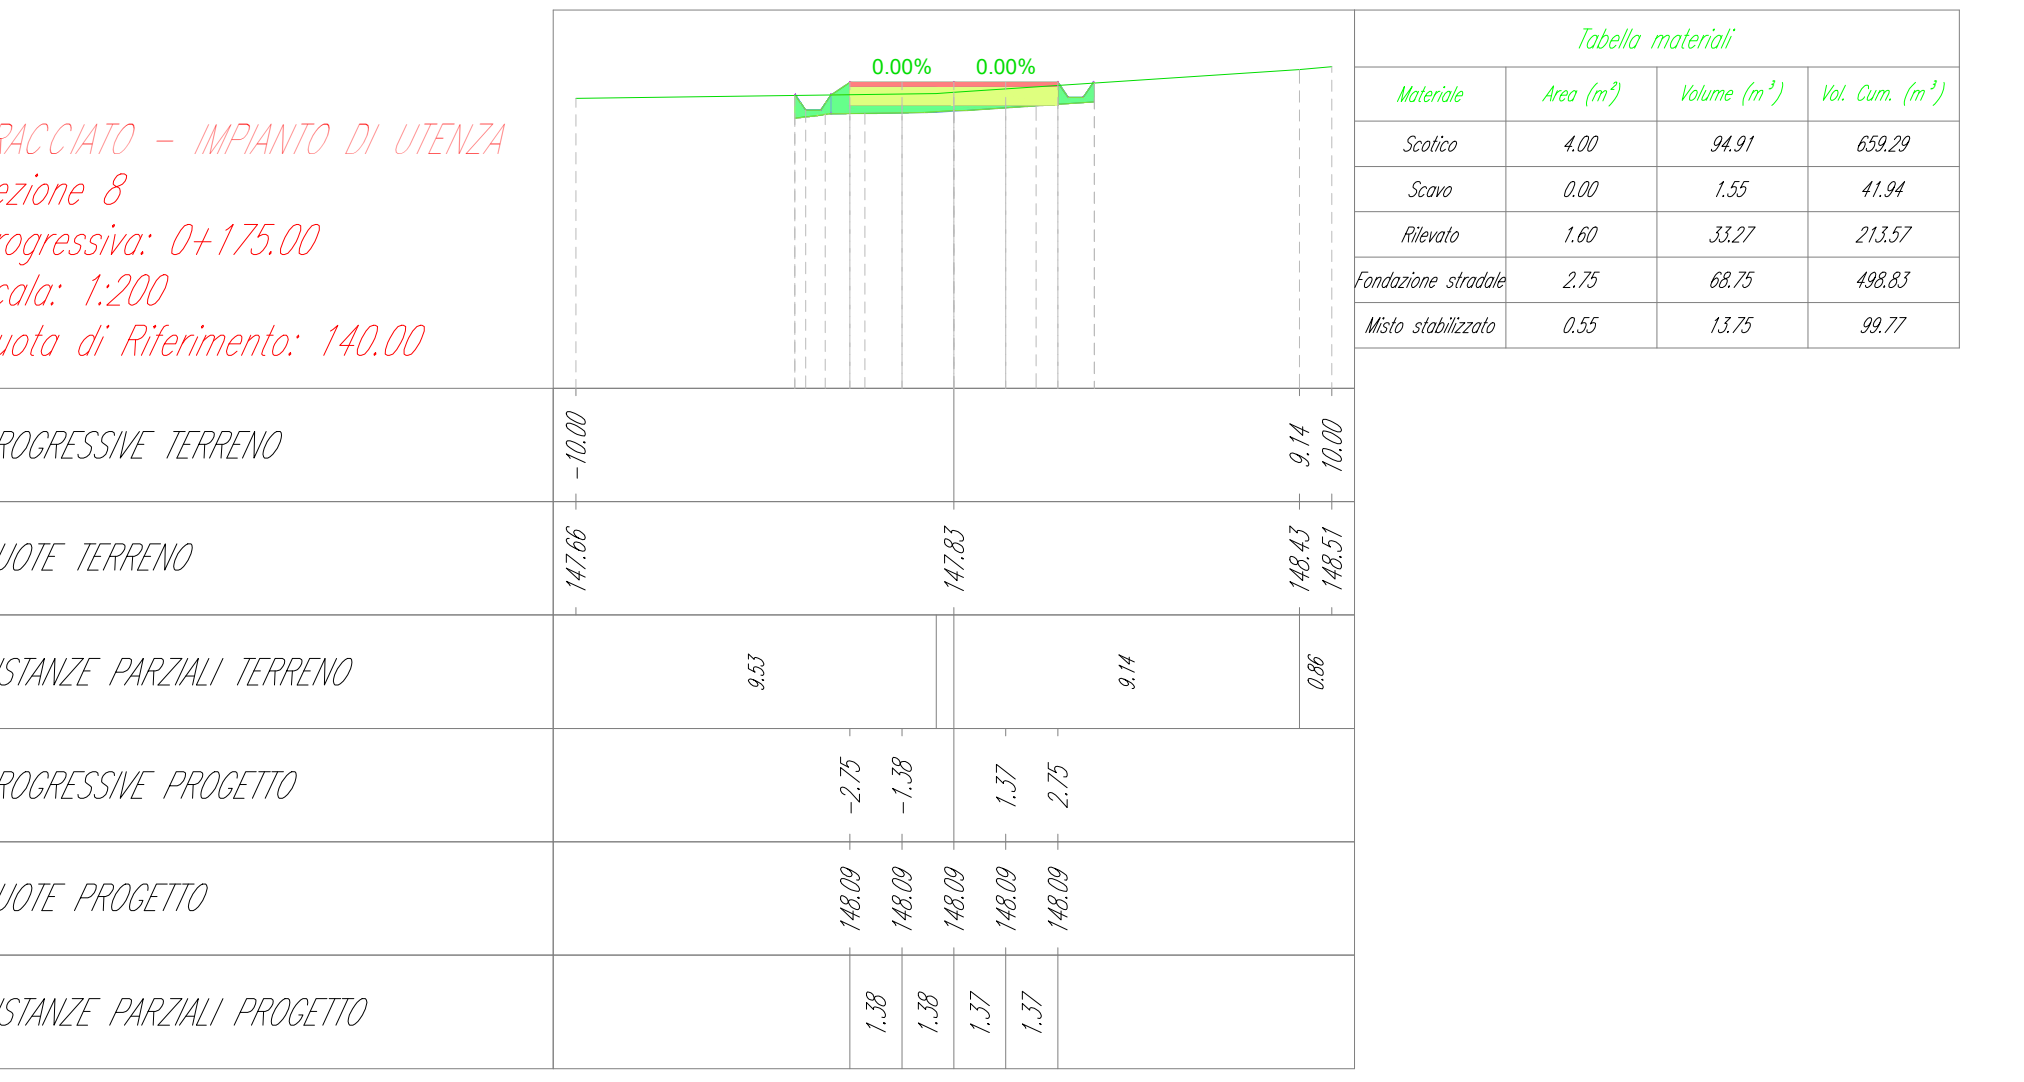 RACCIATO - IMPIANTO DI UTENZA
ezione 8
rogressiva: 0+175.00
cala: 1:200
uota di Riferimento: 140.00
0.00% 0.00%
Tabella materiali
Materiale Area (m²) Volume (m³) Vol. Cum. (m³)
Scotico 4.00 94.91 659.29
Scavo 0.00 1.55 41.94
Rilevato 1.60 33.27 213.57
Fondazione stradale 2.75 68.75 498.83
Misto stabilizzato 0.55 13.75 99.77
ROGRESSIVE TERRENO -10.00 9.14 10.00
UOTE TERRENO 147.66 147.83 148.43 148.51
ISTANZE PARZIALI TERRENO 9.53 9.14 0.86
ROGRESSIVE PROGETTO -2.75 -1.38 1.37 2.75
UOTE PROGETTO 148.09 148.09 148.09 148.09 148.09
ISTANZE PARZIALI PROGETTO 1.38 1.38 1.37 1.37